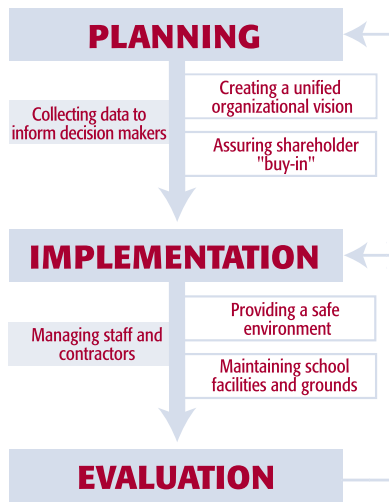 PLANNING
Creating a unified
organizational vision
Collecting data to
inform decision makers
Assuring shareholder
"buy-in"
IMPLEMENTATION
Providing a safe
environment
Managing staff and
contractors
Maintaining school
facilities and grounds
EVALUATION